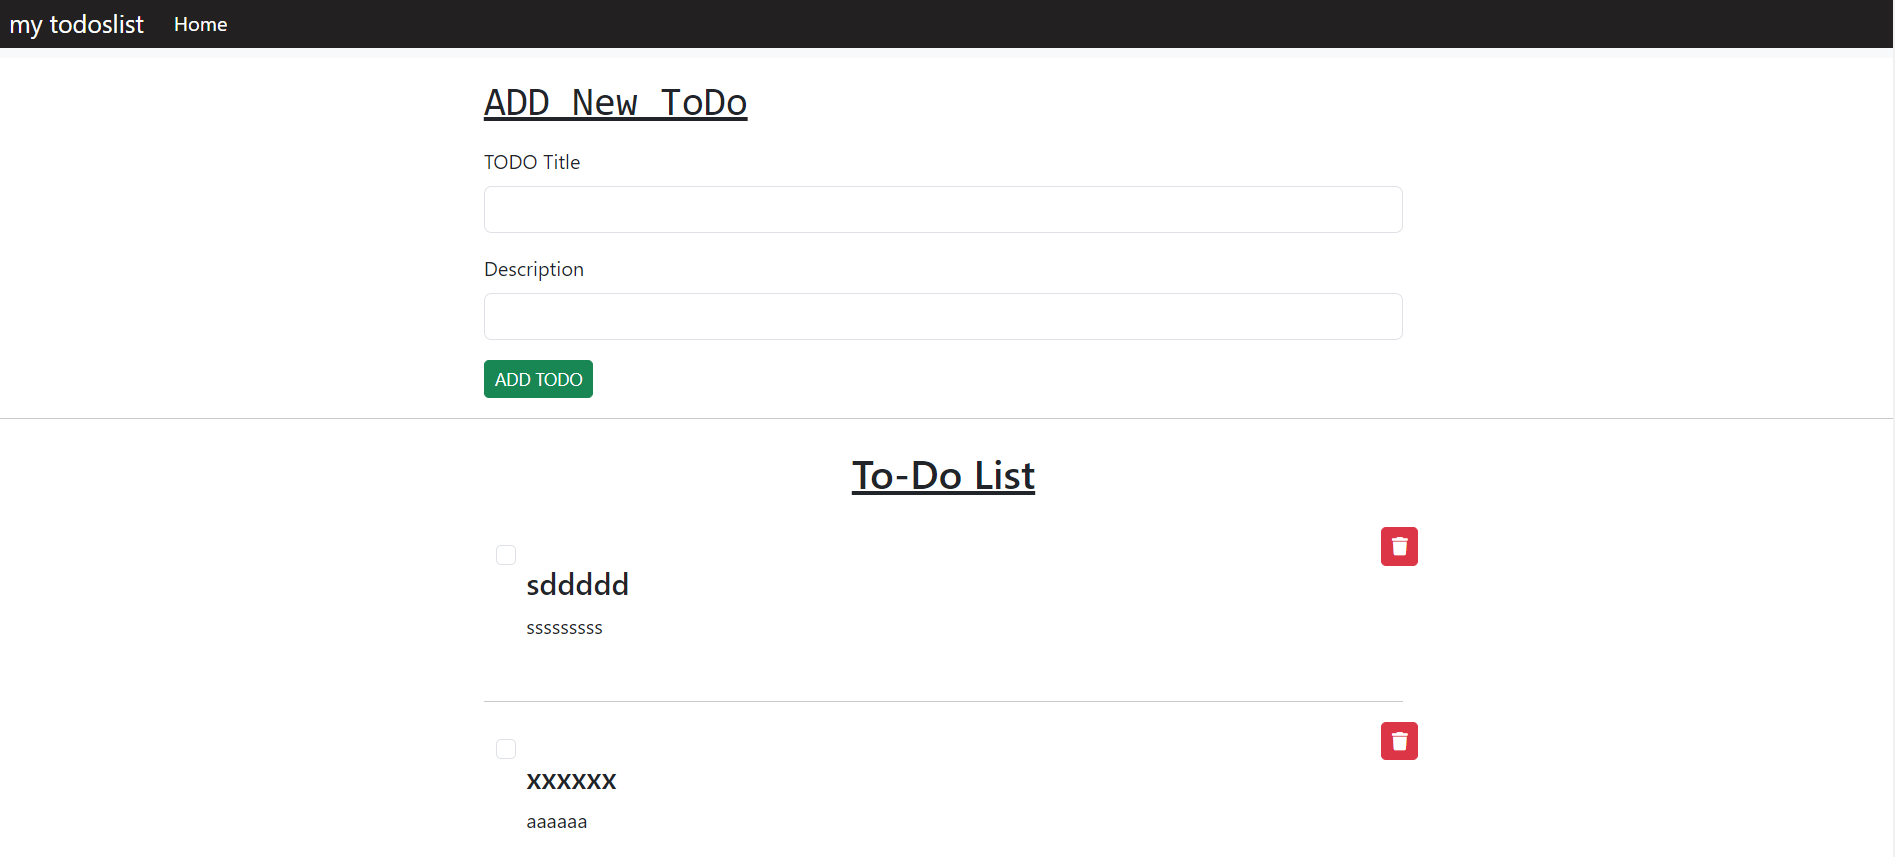 my todoslist Home
ADD New ToDo
TODO Title
Description
ADD TODO
To-Do List
sddddd
sssssssss
xxxxxx
aaaaaa